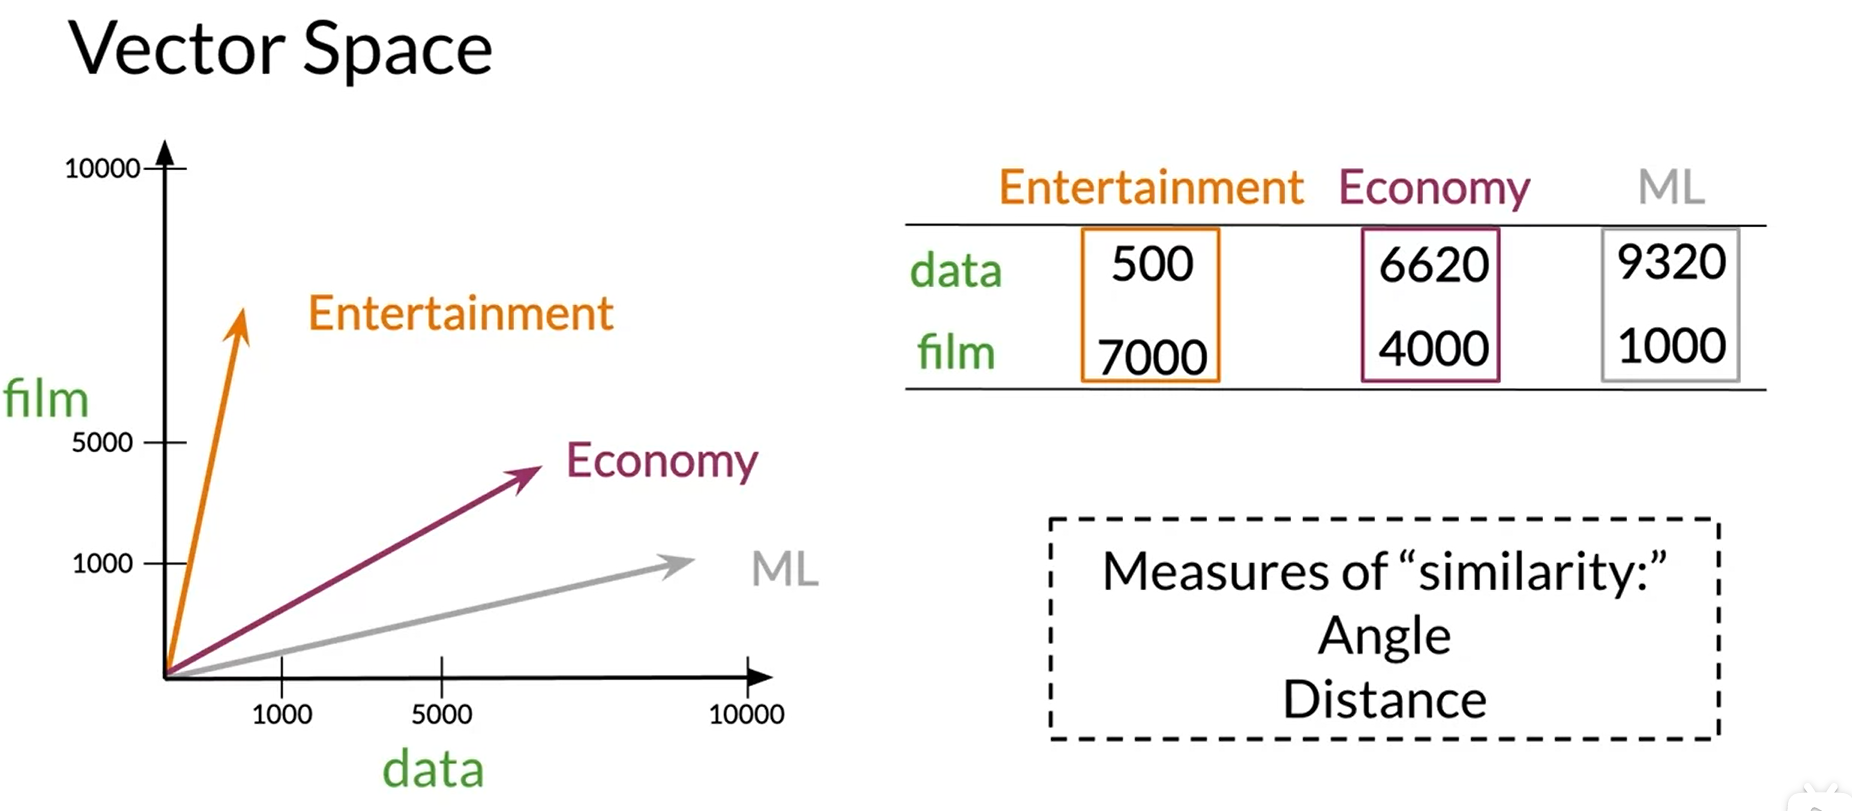 Vector Space
10000
Entertainment
film
5000
Economy
1000
ML
1000 5000 10000
data
Entertainment Economy ML
data 500 6620 9320
film 7000 4000 1000
Measures of “similarity:”
Angle
Distance